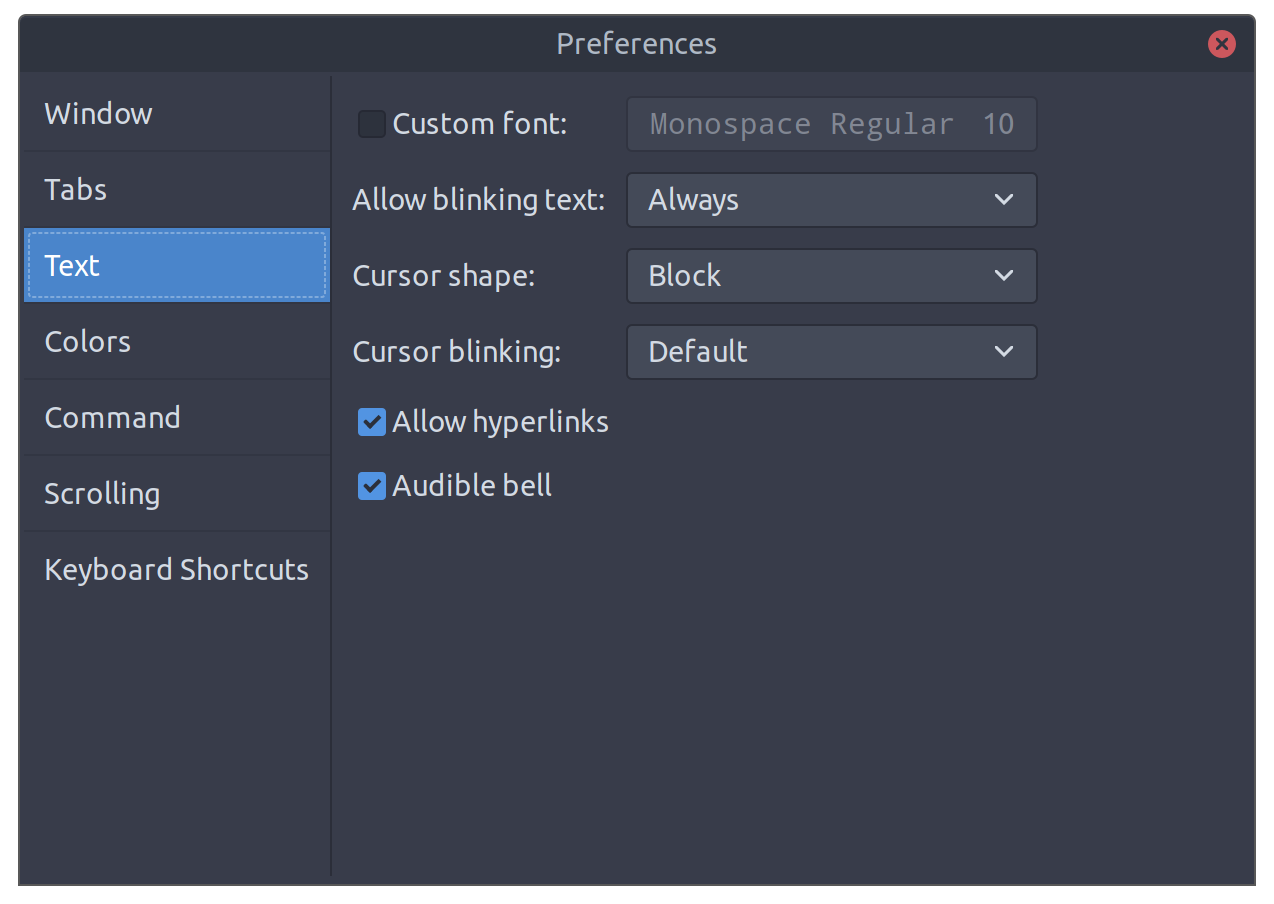 Preferences
Window
Tabs
Text
Colors
Command
Scrolling
Keyboard Shortcuts
Custom font: Monospace Regular 10
Allow blinking text: Always
Cursor shape: Block
Cursor blinking: Default
Allow hyperlinks
Audible bell